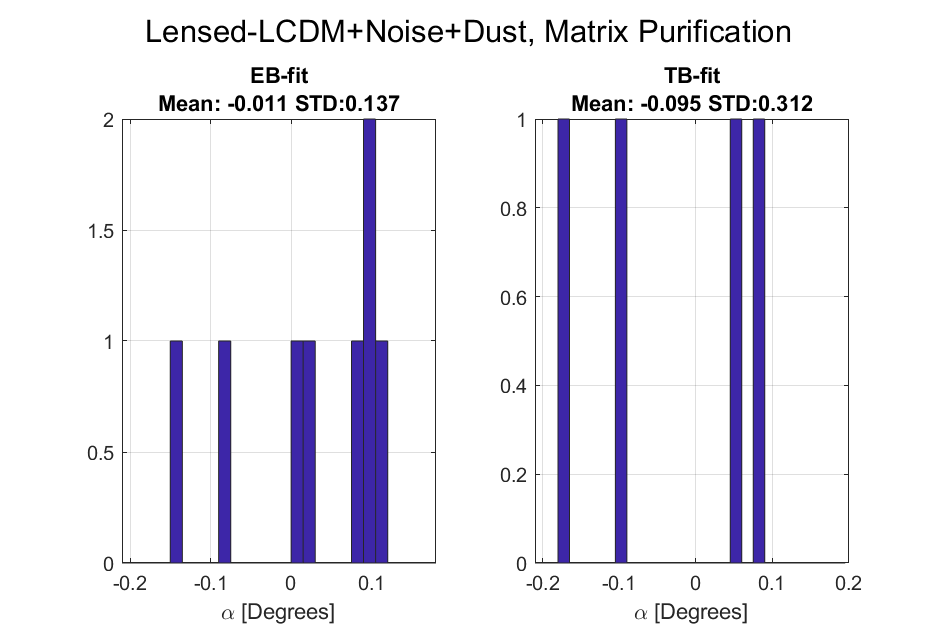 Lensed-LCDM+Noise+Dust, Matrix Purification
EB-fit
Mean: -0.011 STD:0.137
2
1.5
1
0.5
0
-0.2 -0.1 0 0.1
α [Degrees]
TB-fit
Mean: -0.095 STD:0.312
1
0.8
0.6
0.4
0.2
0
-0.2 -0.1 0 0.1 0.2
α [Degrees]